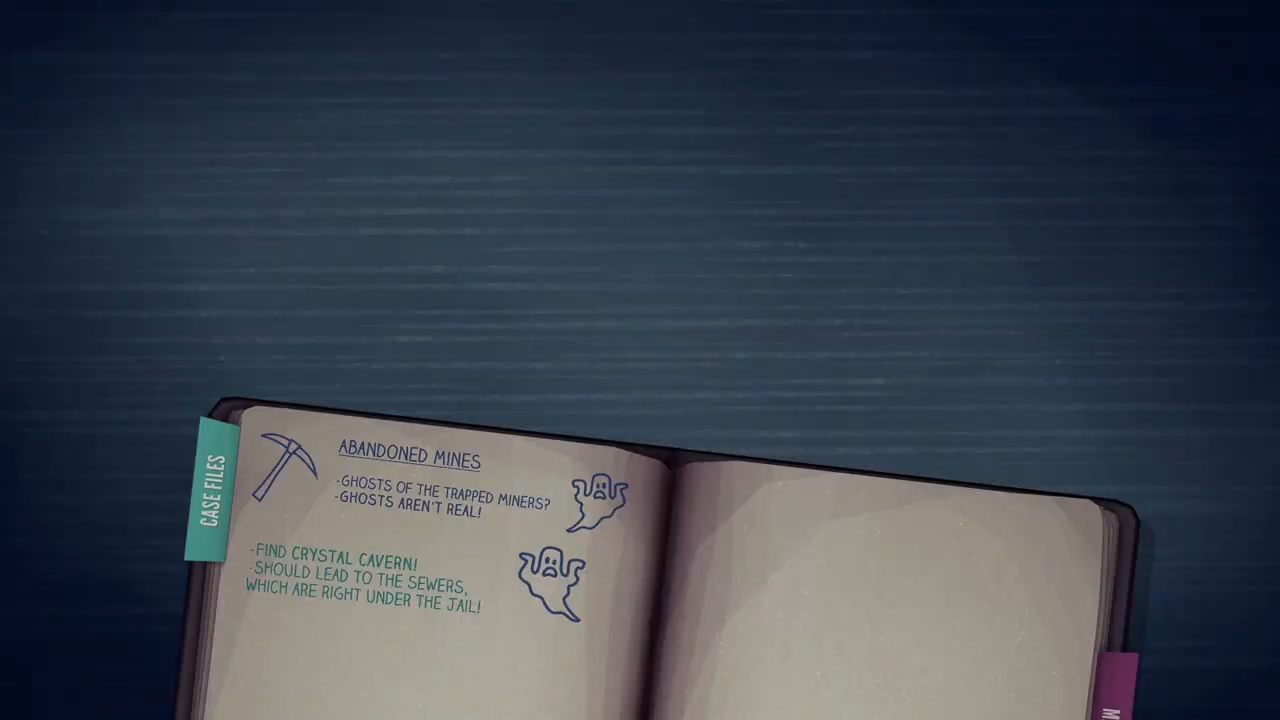 CASE FILES
ABANDONED MINES
-GHOSTS OF THE TRAPPED MINERS?
-GHOSTS AREN'T REAL!
-FIND CRYSTAL CAVERN!
-SHOULD LEAD TO THE SEWERS,
WHICH ARE RIGHT UNDER THE JAIL!